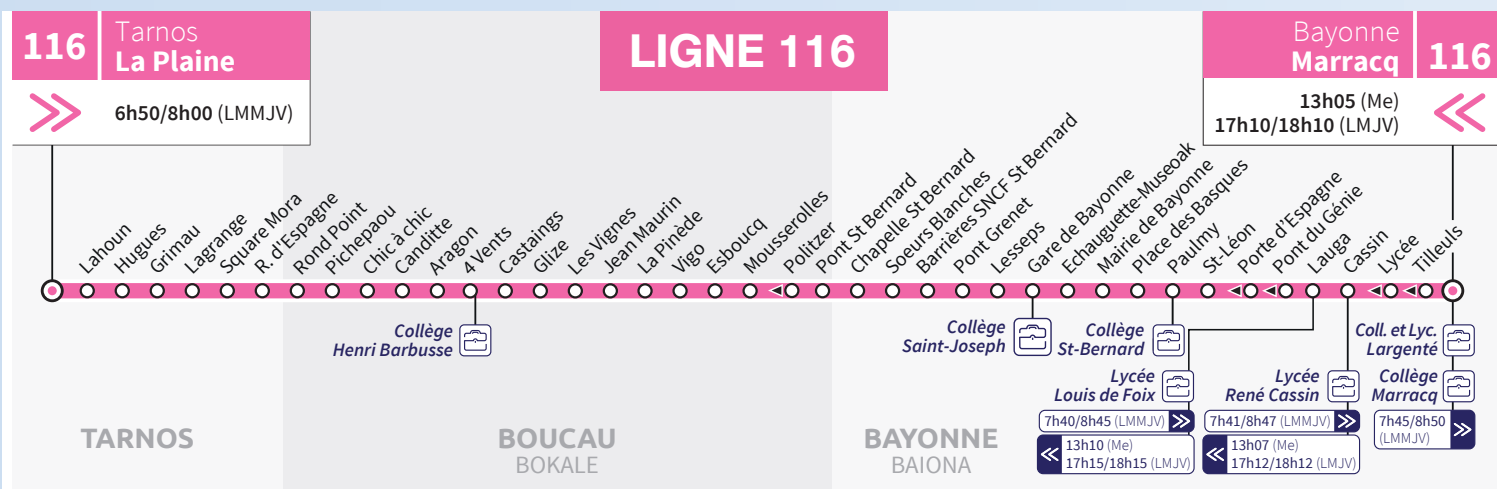 116
Tarnos
La Plaine
6h50/8h00 (LMMJV)
LIGNE 116
Bayonne
Marracq
116
13h05 (Me)
17h10/18h10 (LMJV)
Lahoun
Hugues
Grimau
Lagrange
Square Mora
R. d'Espagne
Rond Point
Pichepaou
Chic à chic
Canditte
Aragon
4 Vents
Castaings
Glize
Les Vignes
Jean Maurin
La Pinède
Vigo
Esboucq
Mousserolles
Politzer
Pont St Bernard
Chapelle St Bernard
Soeurs Blanches
Barrières SNCF St Bernard
Pont Grenet
Lesseps
Gare de Bayonne
Echauguette-Museoak
Mairie de Bayonne
Place des Basques
Paulmy
St-Léon
Porte d'Espagne
Pont du Génie
Lauga
Cassin
Lycée
Tilleuls
Collège
Henri Barbusse
Collège
Saint-Joseph
Collège
St-Bernard
Coll. et Lyc.
Largenté
Lycée
Louis de Foix
7h40/8h45 (LMMJV)
13h10 (Me)
17h15/18h15 (LMJV)
Lycée
René Cassin
7h41/8h47 (LMMJV)
13h07 (Me)
17h12/18h12 (LMJV)
Collège
Marracq
7h45/8h50
(LMMJV)
TARNOS
BOUCAU
BOKALE
BAYONNE
BAIONA